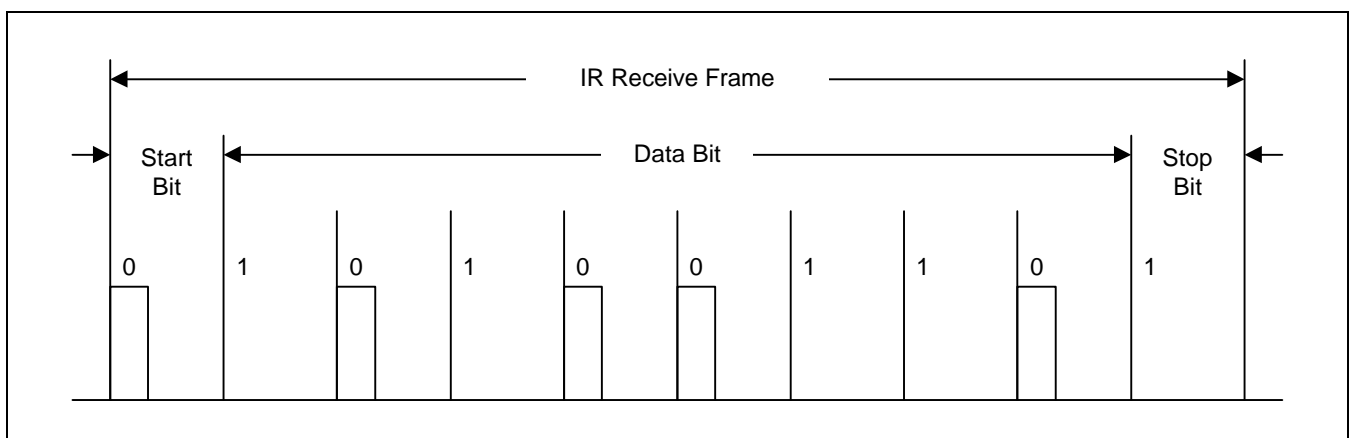 IR Receive Frame
Start
Bit
Data Bit
Stop
Bit
0 1 0 1 0 0 1 1 0 1